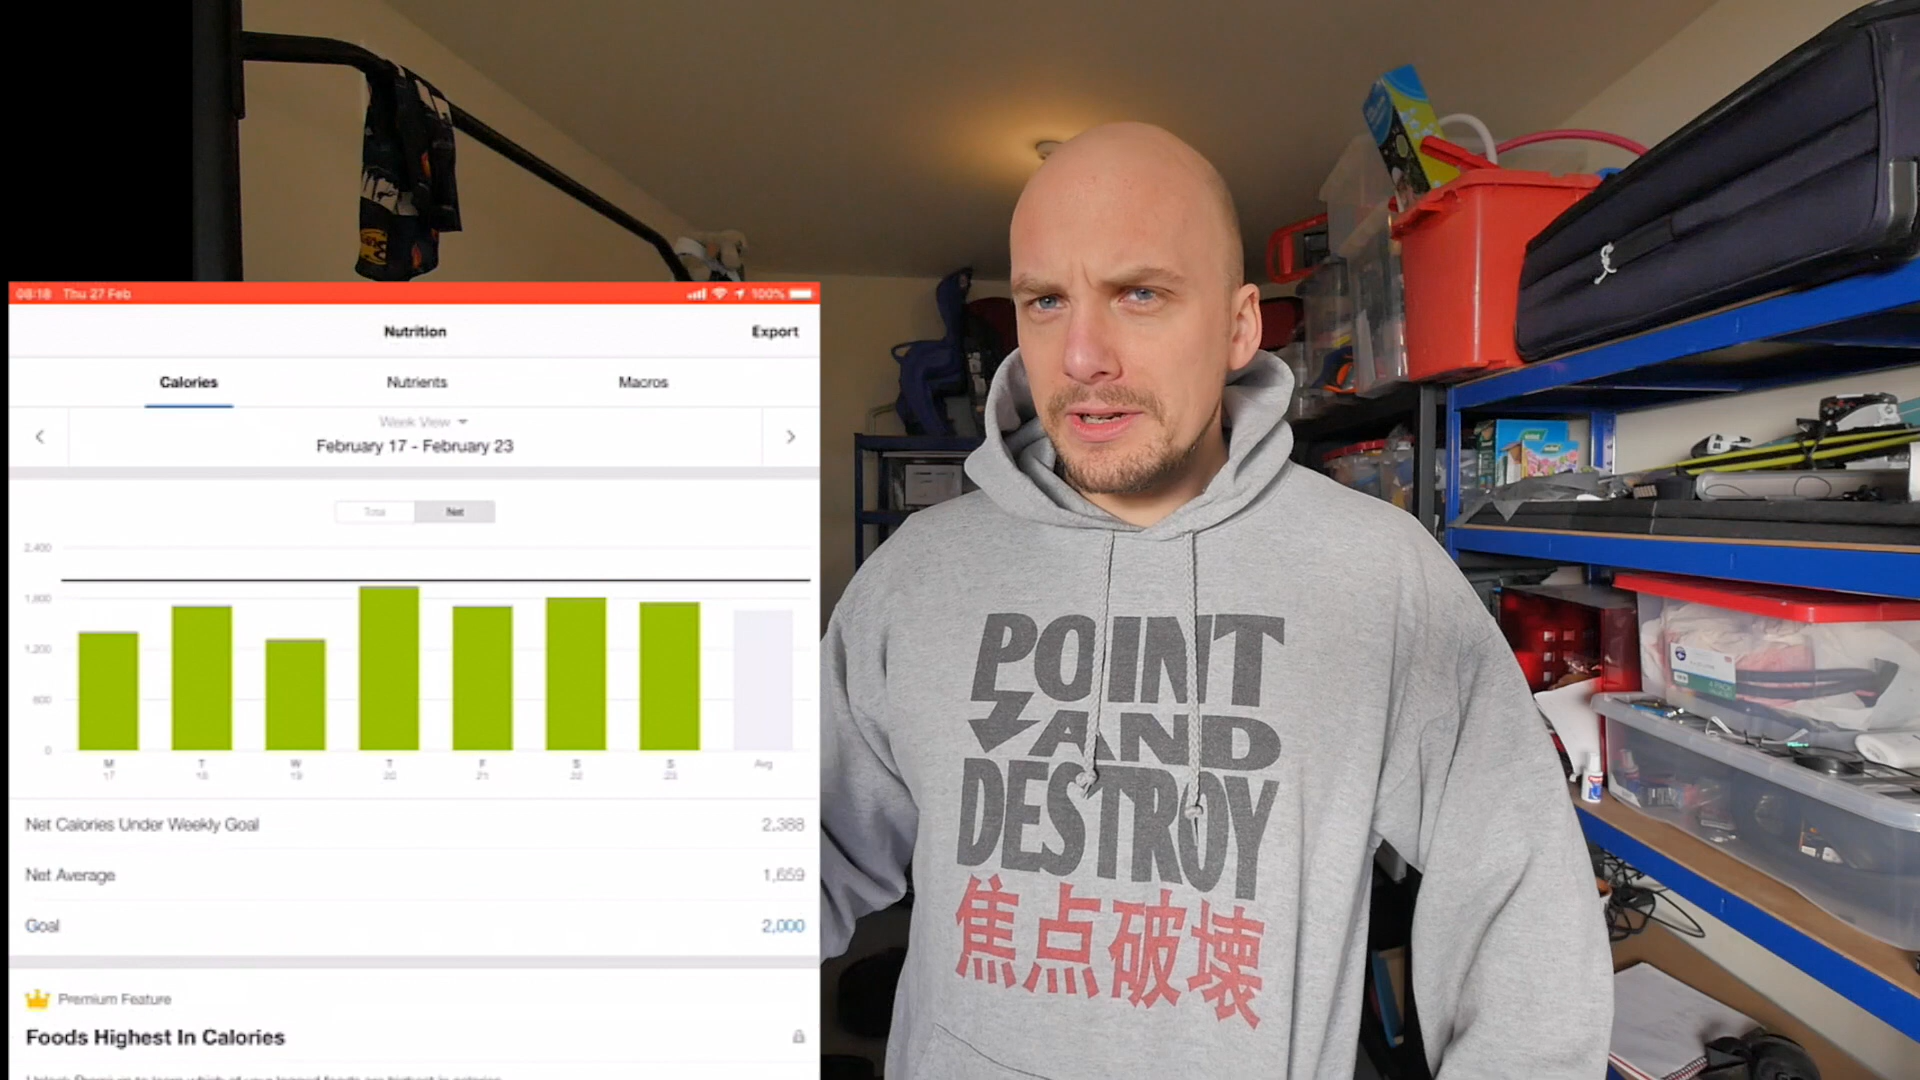 08:18 Thu 27 Feb 100%
Nutrition Export
Calories Nutrients Macros
Week View
February 17 - February 23
Total Net
2,400
1,800
1,200
600
0
M T W T F S S Avg
17 18 19 20 21 22 23
Net Calories Under Weekly Goal 2,388
Net Average 1,659
Goal 2,000
Premium Feature
Foods Highest In Calories
POINT
AND
DESTROY
焦点破壊